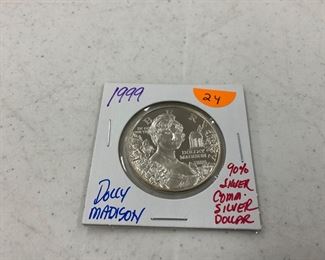 1999
24
DOLLEY
MADISON
DOLLY
MADISON
90%
SILVER
COMM.
SILVER
DOLLAR